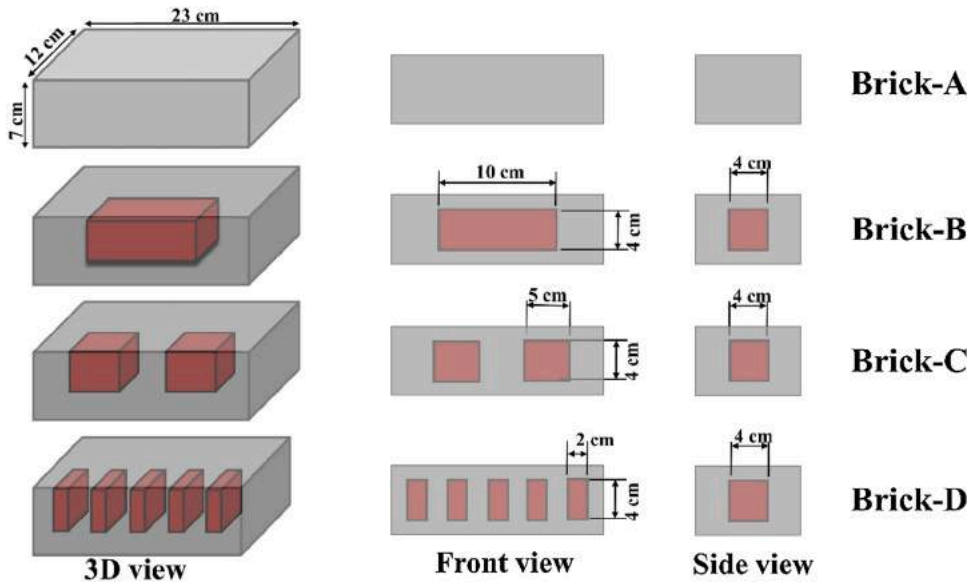 23 cm
12 cm
7 cm
Brick-A
10 cm
4 cm
4 cm
Brick-B
5 cm
4 cm
4 cm
Brick-C
2 cm
4 cm
4 cm
Brick-D
3D view
Front view
Side view